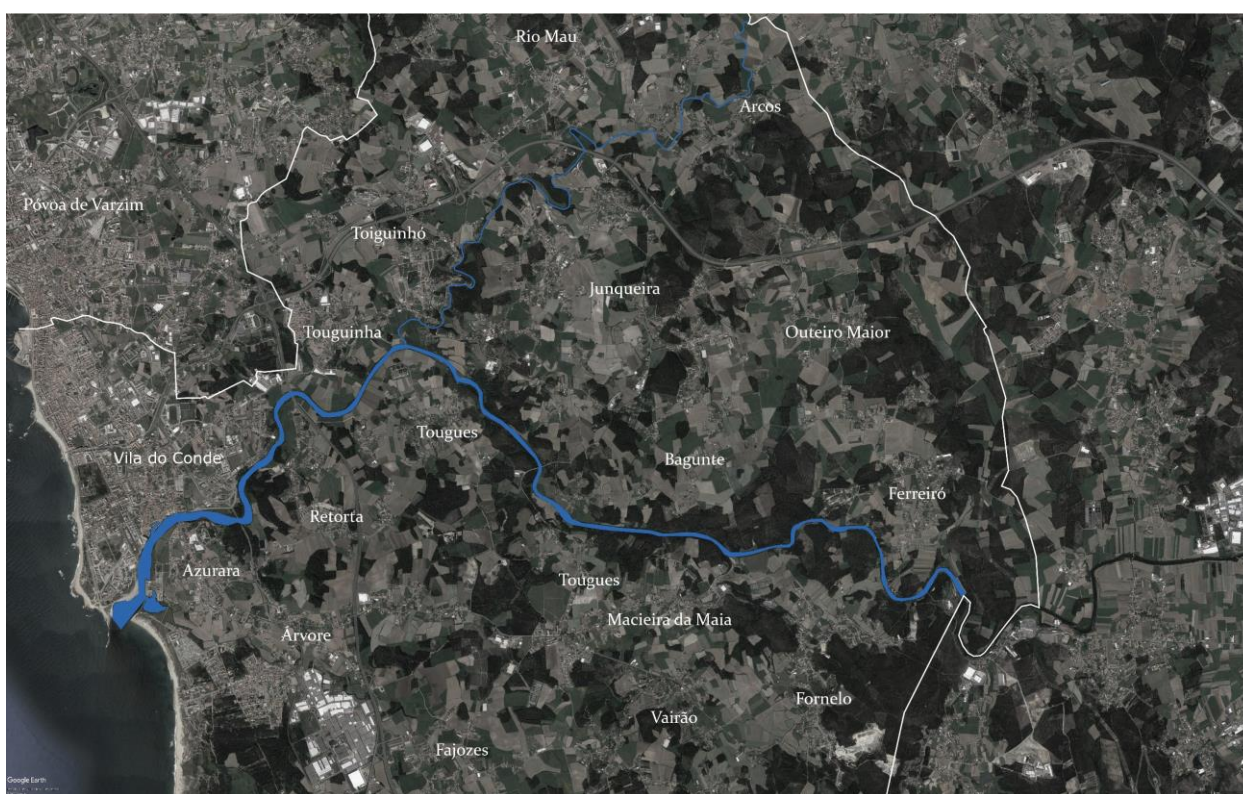 Rio Mau
Arcos
Póvoa de Varzim
Toiguinhó
Junqueira
Touguinha
Outeiro Maior
Tougues
Vila do Conde
Bagunte
Ferreiró
Retorta
Azurara
Tougues
Macieira da Maia
Árvore
Fornelo
Vairão
Fajozes
Google Earth